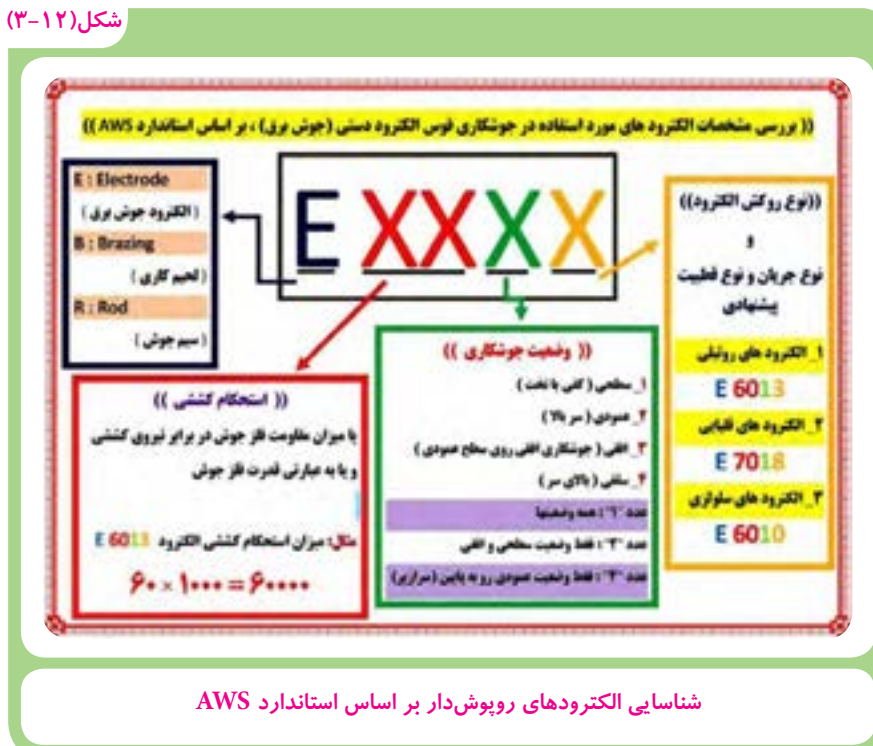 شکل(۱۲-۳)
(( بررسی مشخصات الکترود های مورد استفاده در جوشکاری قوس الکترود دستی (جوش برق) ، بر اساس استاندارد AWS ))
E XXXX
E : Electrode
( الکترود جوش برق )
B : Brazing
( لحیم کاری )
R : Rod
( سیم جوش )
((نوع روکش الکترود))
و
نوع جریان و نوع قطبیت
پیشنهادی
۱_ الکترود های روتیلی
E 6013
۲_ الکترود های قلیایی
E 7018
۳_ الکترود های سلولزی
E 6010
(( وضعیت جوشکاری ))
۱_ سطحی ( کفی یا تخت )
۲_ عمودی ( سر بالا )
۳_ افقی ( جوشکاری افقی روی سطح عمودی )
۴_ سقفی ( بالای سر )
عدد "۱" : همه وضعیتها
عدد "۲" : فقط وضعیت سطحی و افقی
عدد : فقط وضعیت عمودی رو به پایین (سرازیر)
(( استحکام کششی ))
یا میزان مقاومت فلز جوش در برابر نیروی کششی
و یا به عبارتی قدرت فلز جوش
مثال: میزان استحکام کششی الکترود E 6013
۶۰ × ۱۰۰۰ = ۶۰۰۰۰
شناسایی الکترودهای روپوش‌دار بر اساس استاندارد AWS